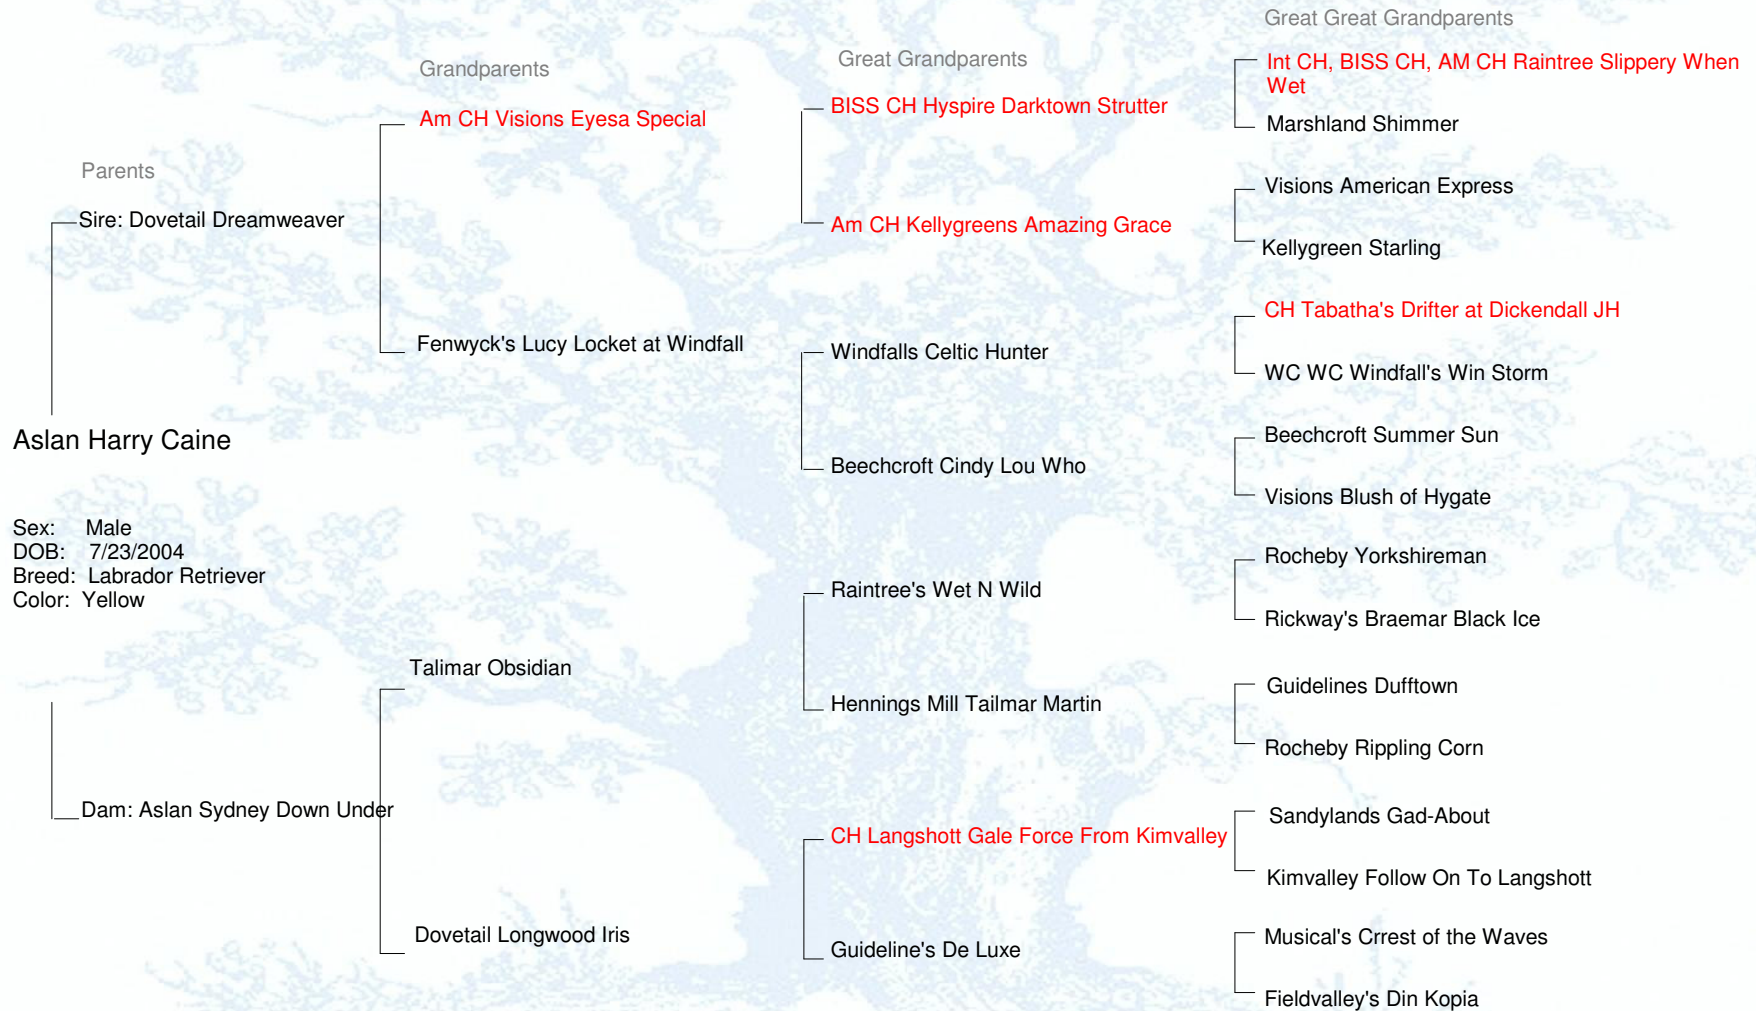 Great Great Grandparents
Great Grandparents
Grandparents
Parents
Int CH, BISS CH, AM CH Raintree Slippery When
Wet
BISS CH Hyspire Darktown Strutter
Am CH Visions Eyesa Special
Marshland Shimmer
Visions American Express
Sire: Dovetail Dreamweaver
Am CH Kellygreens Amazing Grace
Kellygreen Starling
CH Tabatha's Drifter at Dickendall JH
Fenwyck's Lucy Locket at Windfall
Windfalls Celtic Hunter
WC WC Windfall's Win Storm
Aslan Harry Caine
Beechcroft Summer Sun
Beechcroft Cindy Lou Who
Visions Blush of Hygate
Sex: Male
DOB: 7/23/2004
Breed: Labrador Retriever
Color: Yellow
Rocheby Yorkshireman
Raintree's Wet N Wild
Rickway's Braemar Black Ice
Talimar Obsidian
Guidelines Dufftown
Hennings Mill Tailmar Martin
Rocheby Rippling Corn
Dam: Aslan Sydney Down Under
Sandylands Gad-About
CH Langshott Gale Force From Kimvalley
Kimvalley Follow On To Langshott
Dovetail Longwood Iris
Musical's Crrest of the Waves
Guideline's De Luxe
Fieldvalley's Din Kopia